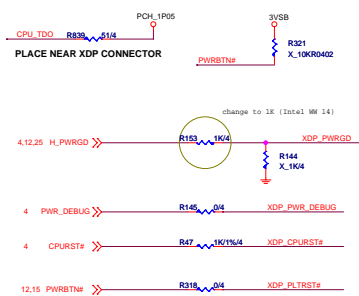 PCH_1P05
3VSB
CPU_TDO R839 51/4
PLACE NEAR XDP CONNECTOR
R321
X_10KR0402
PWRBTN#
change to 1K (Intel WW 14)
4,12,25 H_PWRGD R153 1K/4 XDP_PWRGD
R144
X_1K/4
4 PWR_DEBUG R145 0/4 XDP_PWR_DEBUG
4 CPURST# R47 1K/1%/4 XDP_CPURST#
12,15 PWRBTN# R318 0/4 XDP_PLTRST#